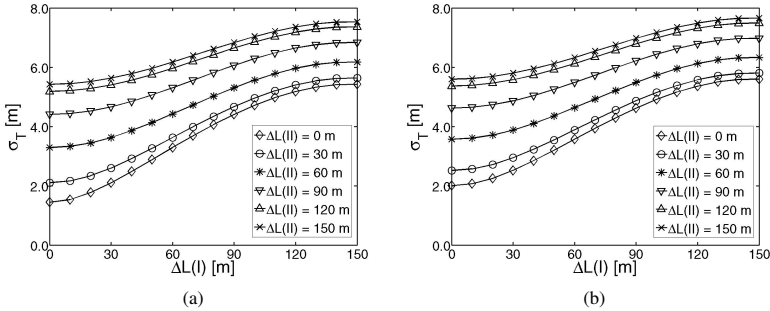 8.0
6.0
4.0
2.0
0.0
σT [m]
0 30 60 90 120 150
ΔL(I) [m]
ΔL(II) = 0 m
ΔL(II) = 30 m
ΔL(II) = 60 m
ΔL(II) = 90 m
ΔL(II) = 120 m
ΔL(II) = 150 m
(a)
8.0
6.0
4.0
2.0
0.0
σT [m]
0 30 60 90 120 150
ΔL(I) [m]
ΔL(II) = 0 m
ΔL(II) = 30 m
ΔL(II) = 60 m
ΔL(II) = 90 m
ΔL(II) = 120 m
ΔL(II) = 150 m
(b)